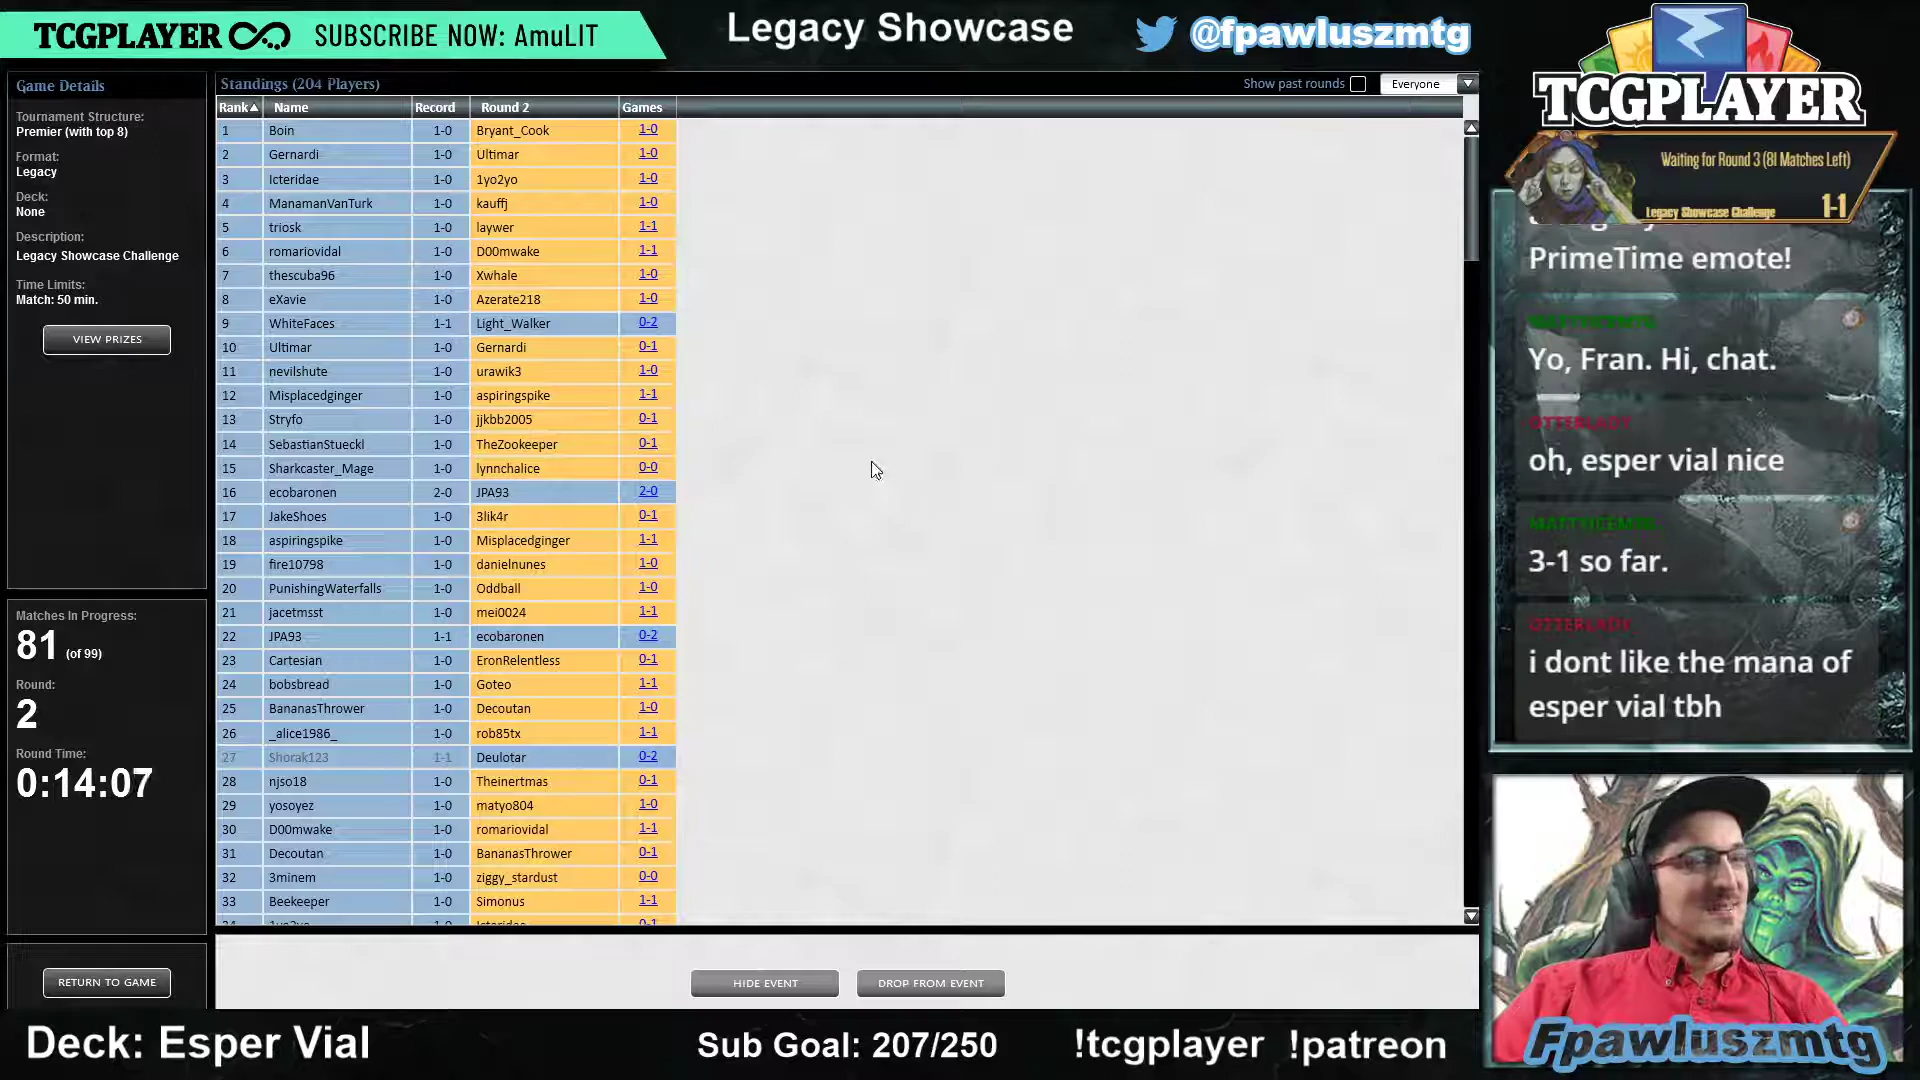 TCGPLAYER SUBSCRIBE NOW: AmuLIT
Legacy Showcase
@fpawluszmtg
TCGPLAYER
Game Details
Tournament Structure:
Premier (with top 8)
Format:
Legacy
Deck:
None
Description:
Legacy Showcase Challenge
Time Limits:
Match: 50 min.
VIEW PRIZES
Matches In Progress:
81 (of 99)
Round:
2
Round Time:
0:14:07
RETURN TO GAME
Standings (204 Players)
Show past rounds
Everyone
Rank Name Record Round 2 Games
1 Boin 1-0 Bryant_Cook 1-0
2 Gernardi 1-0 Ultimar 1-0
3 Icteridae 1-0 1yo2yo 1-0
4 ManamanVanTurk 1-0 kauffj 1-0
5 triosk 1-0 laywer 1-1
6 romariovidal 1-0 D00mwake 1-1
7 thescuba96 1-0 Xwhale 1-0
8 eXavie 1-0 Azerate218 1-0
9 WhiteFaces 1-1 Light_Walker 0-2
10 Ultimar 1-0 Gernardi 0-1
11 nevilshute 1-0 urawik3 1-0
12 Misplacedginger 1-0 aspiringspike 1-1
13 Stryfo 1-0 jjkbb2005 0-1
14 SebastianStueckl 1-0 TheZookeeper 0-1
15 Sharkcaster_Mage 1-0 lynnchalice 0-0
16 ecobaronen 2-0 JPA93 2-0
17 JakeShoes 1-0 3lik4r 0-1
18 aspiringspike 1-0 Misplacedginger 1-1
19 fire10798 1-0 danielnunes 1-0
20 PunishingWaterfalls 1-0 Oddball 1-0
21 jacetmsst 1-0 mei0024 1-1
22 JPA93 1-1 ecobaronen 0-2
23 Cartesian 1-0 EronRelentless 0-1
24 bobsbread 1-0 Goteo 1-1
25 BananasThrower 1-0 Decoutan 1-0
26 _alice1986_ 1-0 rob85tx 1-1
27 Shorak123 1-1 Deulotar 0-2
28 njso18 1-0 Theinertmas 0-1
29 yosoyez 1-0 matyo804 1-0
30 D00mwake 1-0 romariovidal 1-1
31 Decoutan 1-0 BananasThrower 0-1
32 3minem 1-0 ziggy_stardust 0-0
33 Beekeeper 1-0 Simonus 1-1
HIDE EVENT
DROP FROM EVENT
Waiting for Round 3 (81 Matches Left)
Legacy Showcase Challenge 1-1
PrimeTime emote!
Yo, Fran. Hi, chat.
OTTERLADY
oh, esper vial nice
3-1 so far.
OTTERLADY
i dont like the mana of
esper vial tbh
Deck: Esper Vial
Sub Goal: 207/250
!tcgplayer !patreon
Fpawluszmtg